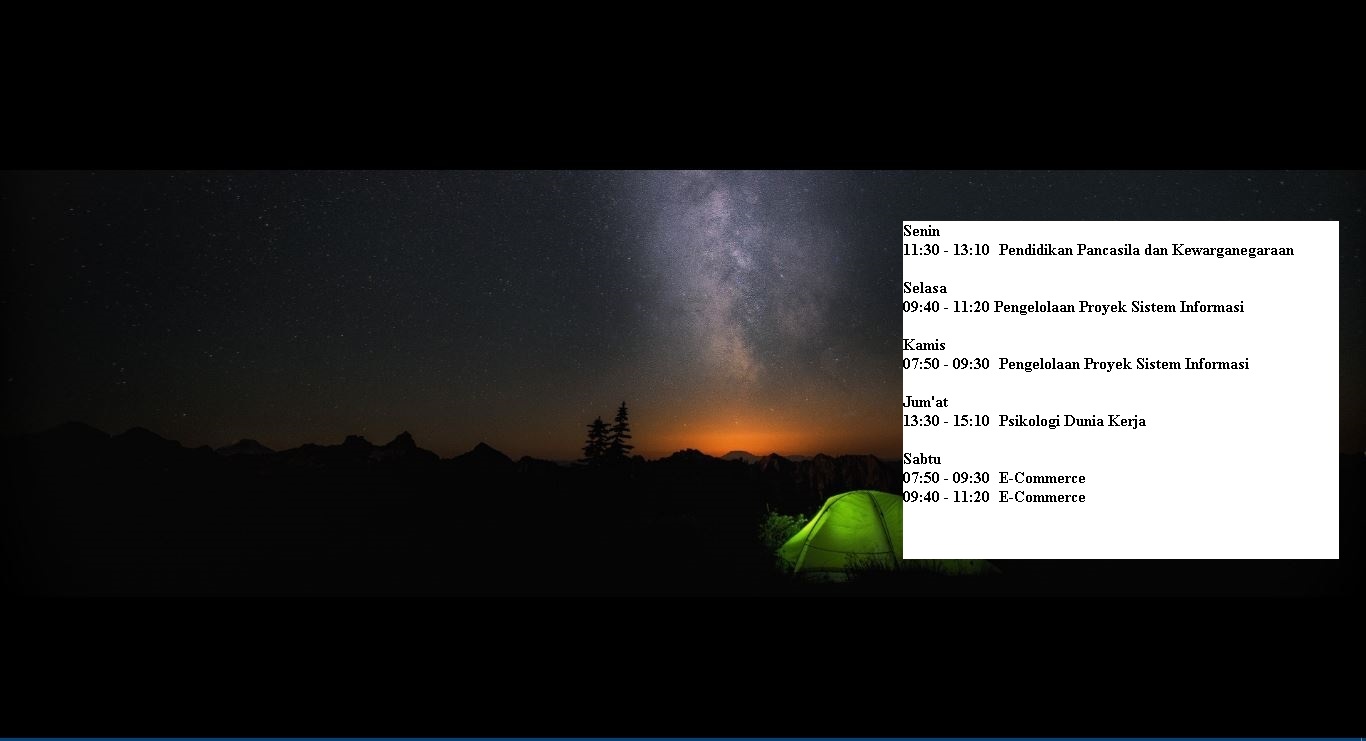 Senin
11:30 - 13:10 Pendidikan Pancasila dan Kewarganegaraan
Selasa
09:40 - 11:20 Pengelolaan Proyek Sistem Informasi
Kamis
07:50 - 09:30 Pengelolaan Proyek Sistem Informasi
Jum'at
13:30 - 15:10 Psikologi Dunia Kerja
Sabtu
07:50 - 09:30 E-Commerce
09:40 - 11:20 E-Commerce